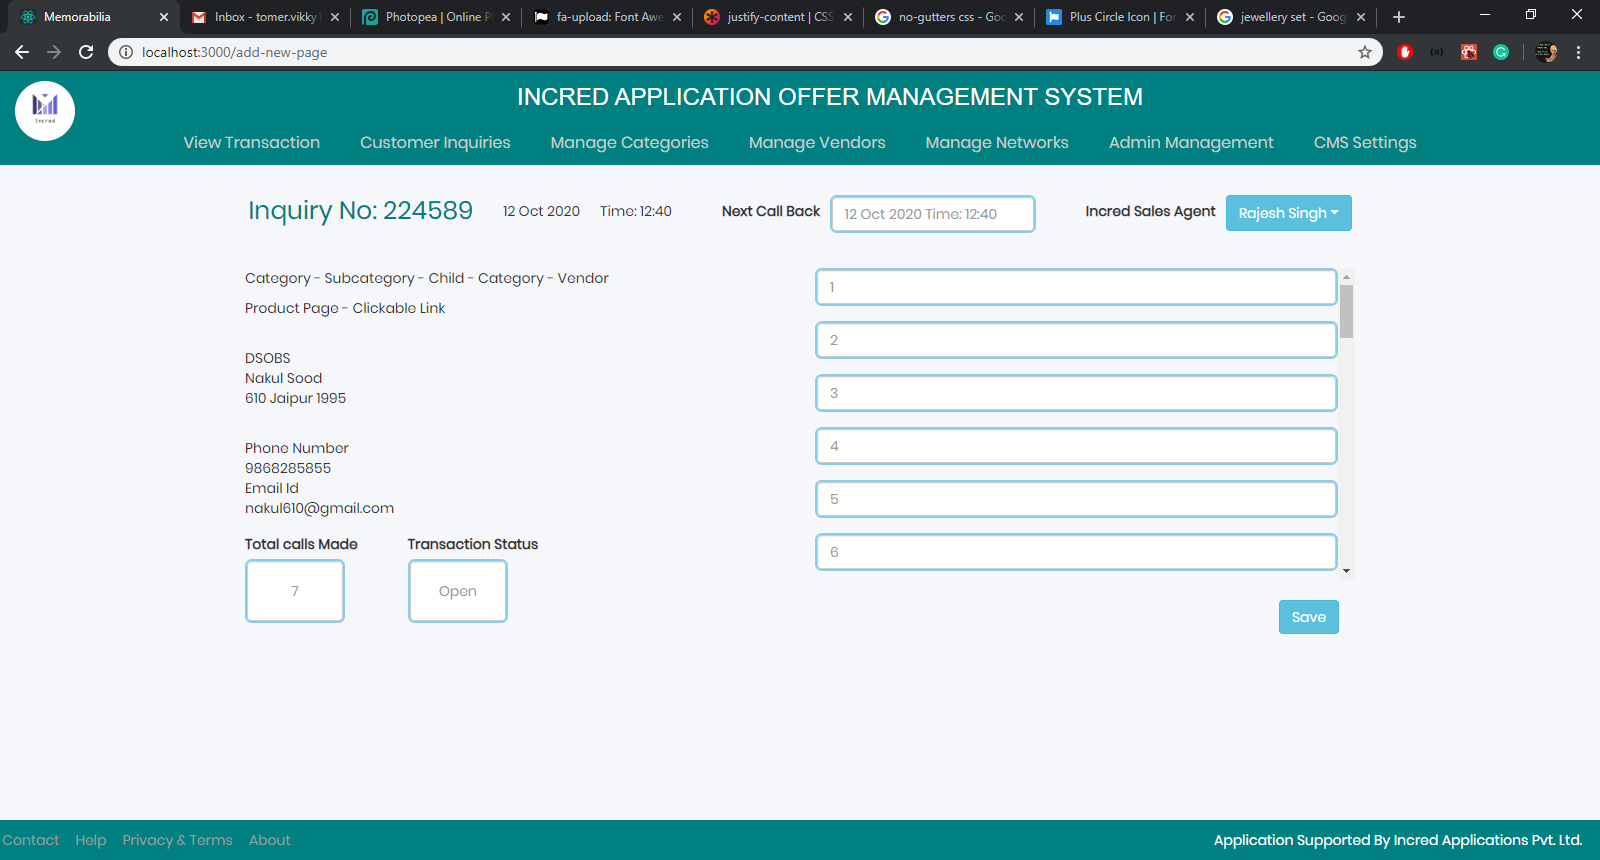 Memorabilia
Inbox - tomer.vikky1
Photopea | Online P
fa-upload: Font Awe
justify-content | CSS
no-gutters css - Goo
Plus Circle Icon | For
jewellery set - Goog
localhost:3000/add-new-page
Incred
INCRED APPLICATION OFFER MANAGEMENT SYSTEM
View Transaction Customer Inquiries Manage Categories Manage Vendors Manage Networks Admin Management CMS Settings
Inquiry No: 224589 12 Oct 2020 Time: 12:40 Next Call Back 12 Oct 2020 Time: 12:40 Incred Sales Agent Rajesh Singh
Category - Subcategory - Child - Category - Vendor
Product Page - Clickable Link
DSOBS
Nakul Sood
610 Jaipur 1995
Phone Number
9868285855
Email Id
nakul610@gmail.com
Total calls Made Transaction Status
7 Open
1
2
3
4
5
6
Save
Contact Help Privacy & Terms About Application Supported By Incred Applications Pvt. Ltd.